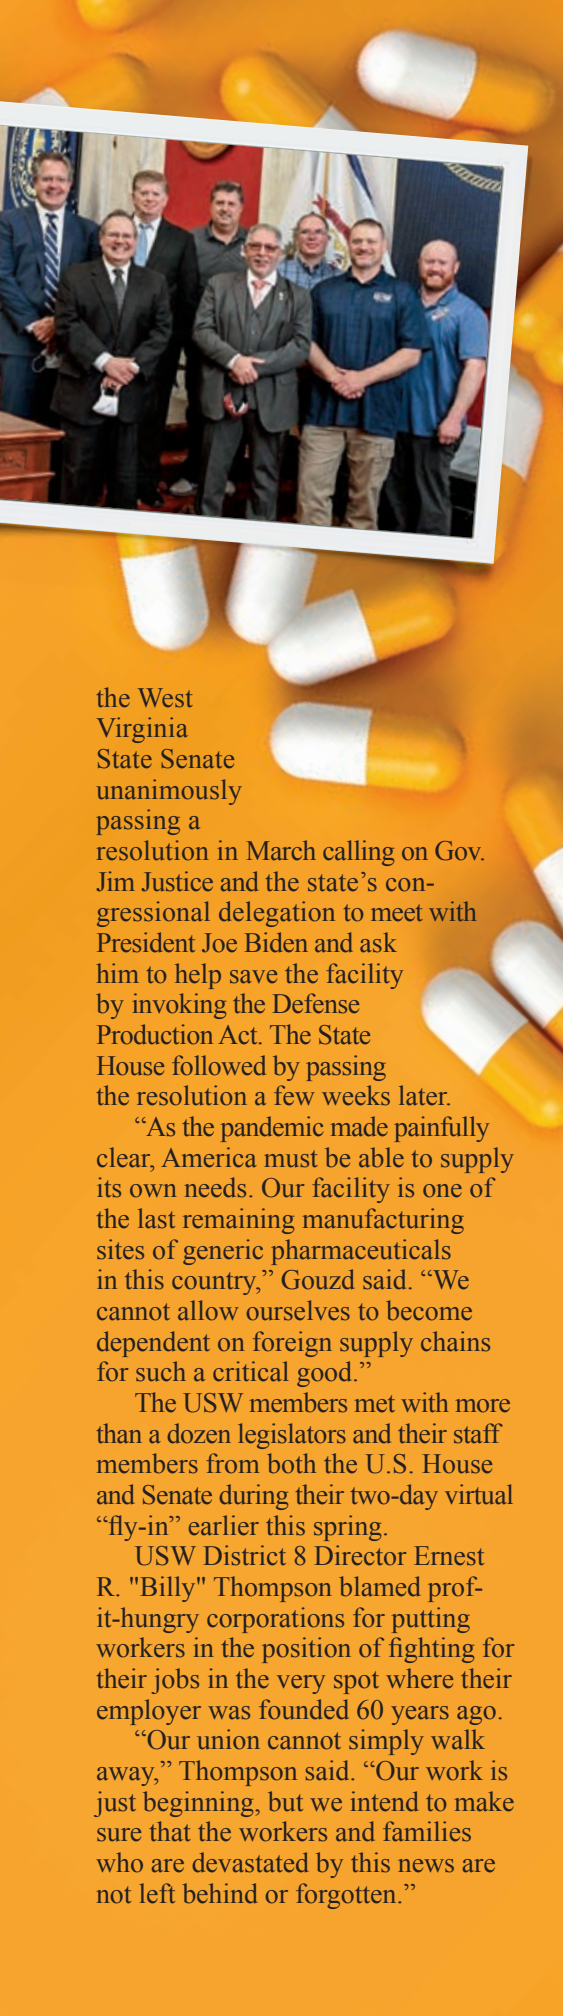 the West
Virginia
State Senate
unanimously
passing a
resolution in March calling on Gov.
Jim Justice and the state’s con-
gressional delegation to meet with
President Joe Biden and ask
him to help save the facility
by invoking the Defense
Production Act. The State
House followed by passing
the resolution a few weeks later.
“As the pandemic made painfully
clear, America must be able to supply
its own needs. Our facility is one of
the last remaining manufacturing
sites of generic pharmaceuticals
in this country,” Gouzd said. “We
cannot allow ourselves to become
dependent on foreign supply chains
for such a critical good.”
The USW members met with more
than a dozen legislators and their staff
members from both the U.S. House
and Senate during their two-day virtual
“fly-in” earlier this spring.
USW District 8 Director Ernest
R. "Billy" Thompson blamed prof-
it-hungry corporations for putting
workers in the position of fighting for
their jobs in the very spot where their
employer was founded 60 years ago.
“Our union cannot simply walk
away,” Thompson said. “Our work is
just beginning, but we intend to make
sure that the workers and families
who are devastated by this news are
not left behind or forgotten.”